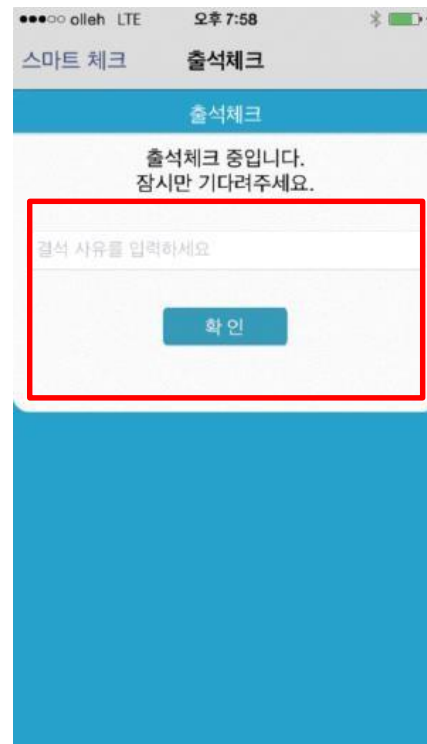 olleh LTE 오후 7:58
스마트 체크 출석체크
출석체크
출석체크 중입니다.
잠시만 기다려주세요.
결석 사유를 입력하세요
확 인